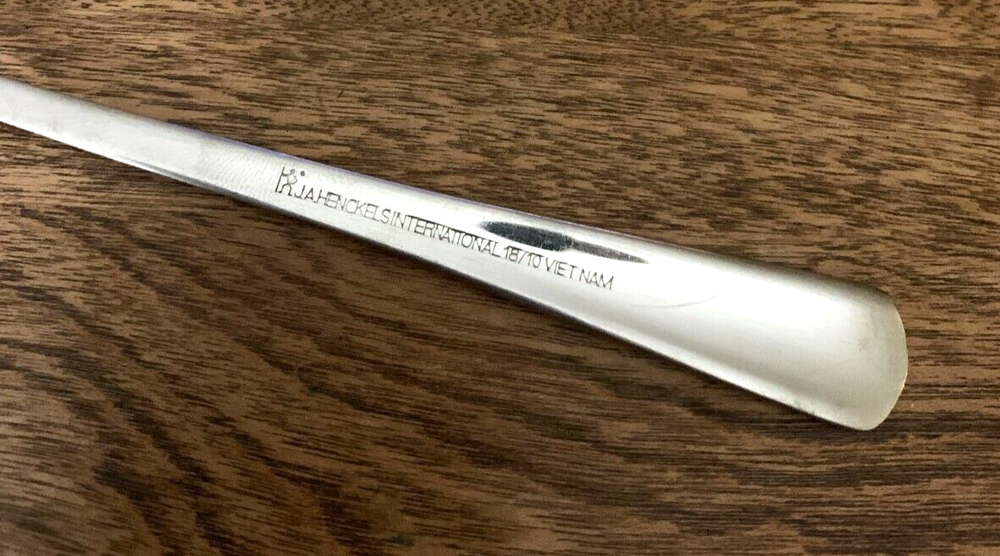 J.A.HENCKELS INTERNATIONAL 18/10 VIET NAM